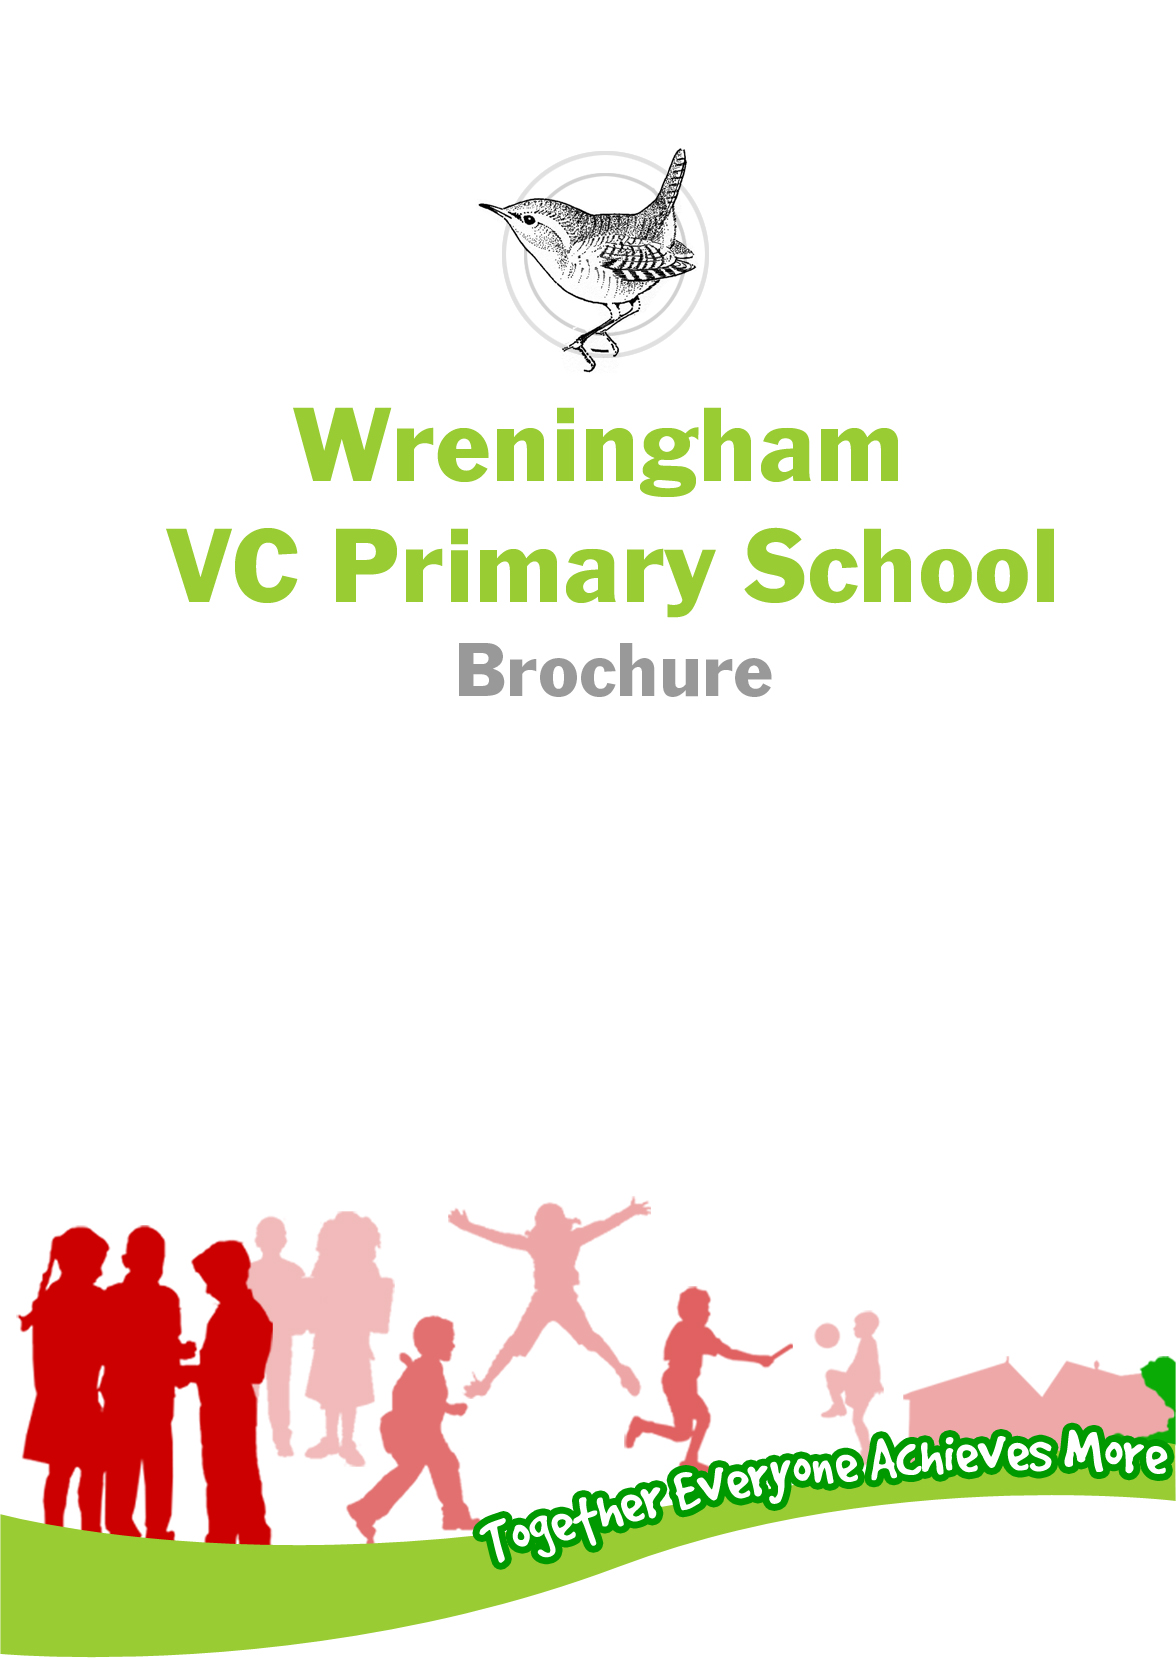 Wreningham
VC Primary School
Brochure
Together Everyone Achieves More